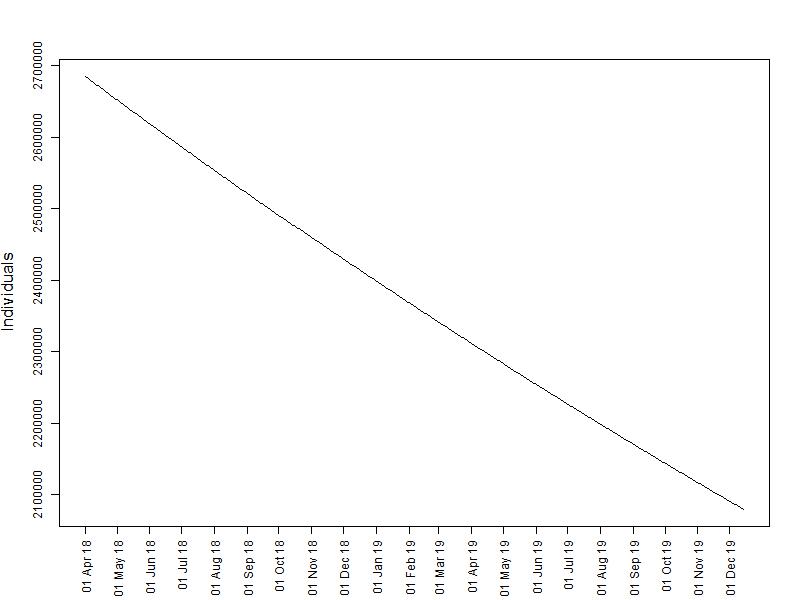 Individuals
2700000
2600000
2500000
2400000
2300000
2200000
2100000
01 Apr 18
01 May 18
01 Jun 18
01 Jul 18
01 Aug 18
01 Sep 18
01 Oct 18
01 Nov 18
01 Dec 18
01 Jan 19
01 Feb 19
01 Mar 19
01 Apr 19
01 May 19
01 Jun 19
01 Jul 19
01 Aug 19
01 Sep 19
01 Oct 19
01 Nov 19
01 Dec 19